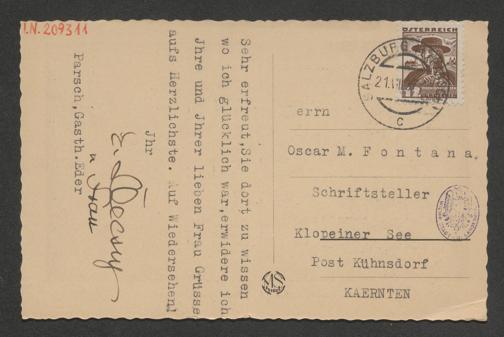 I.N. 209311
Sehr erfreut, Sie dort zu wissen
wo ich glücklich war, erwidere ich
Jhre und Jhrer lieben Frau Grüsse
aufs Herzlichste. Auf Wiedersehen!
Jhr
u Frau
Parsch, Gasth. Eder
ÖSTERREICH
SALZBURG
21.
C
errn
Oscar M. Fontana,
Schriftsteller
Klopeiner See
Post Kühnsdorf
KAERNTEN